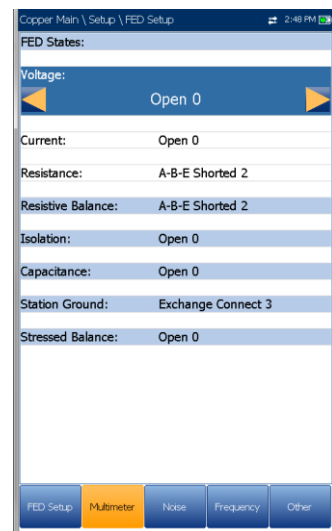 Copper Main \ Setup \ FED Setup 2:48 PM
FED States:
Voltage:
Open 0
Current: Open 0
Resistance: A-B-E Shorted 2
Resistive Balance: A-B-E Shorted 2
Isolation: Open 0
Capacitance: Open 0
Station Ground: Exchange Connect 3
Stressed Balance: Open 0
FED Setup Multimeter Noise Frequency Other